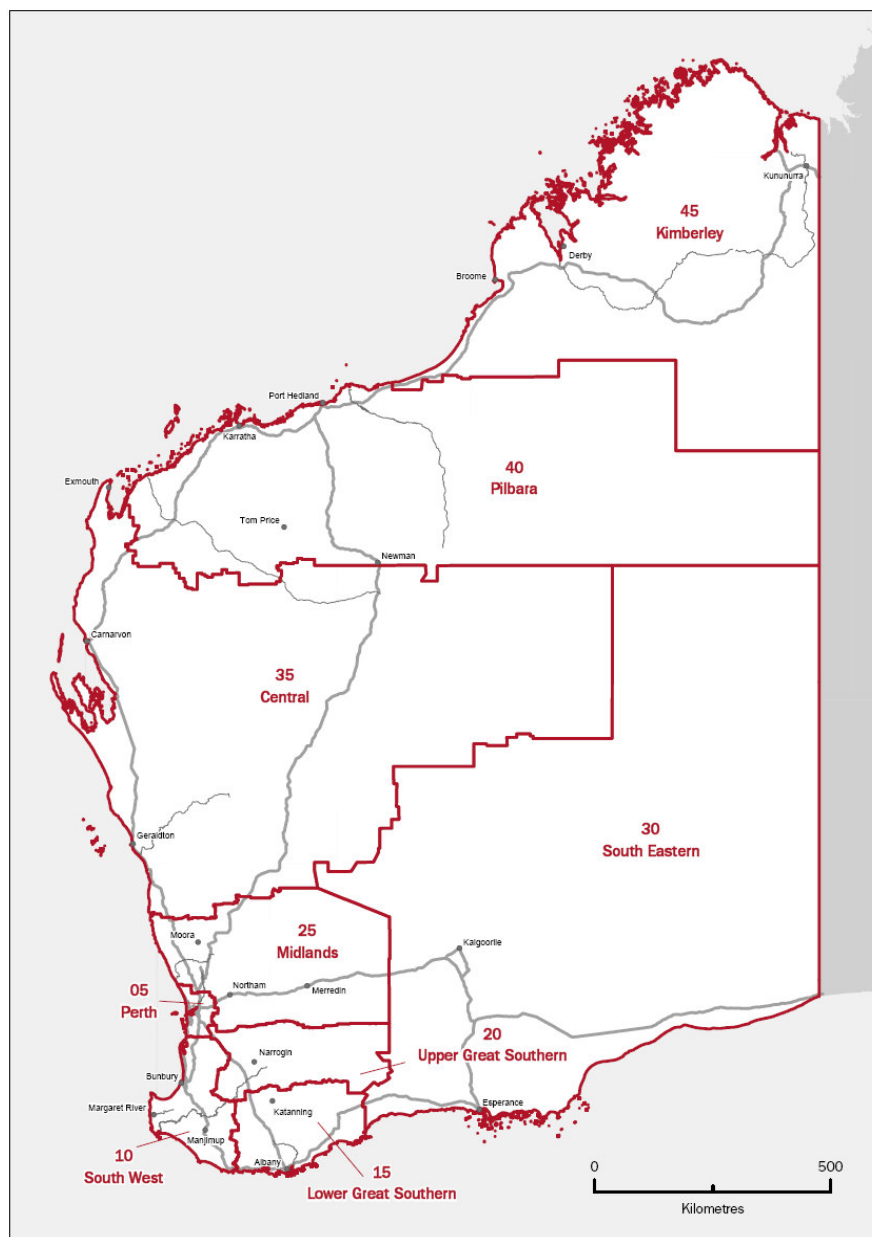 Kununurra
45
Kimberley
Derby
Broome
Port Hedland
Karratha
40
Pilbara
Exmouth
Tom Price
Newman
Carnarvon
35
Central
30
South Eastern
Geraldton
25
Midlands
Moora
Kalgoorlie
Northam
Merredin
05
Perth
20
Upper Great Southern
Narrogin
Bunbury
Katanning
Esperance
Margaret River
Manjimup
10
South West
Albany
15
Lower Great Southern
0
500
Kilometres